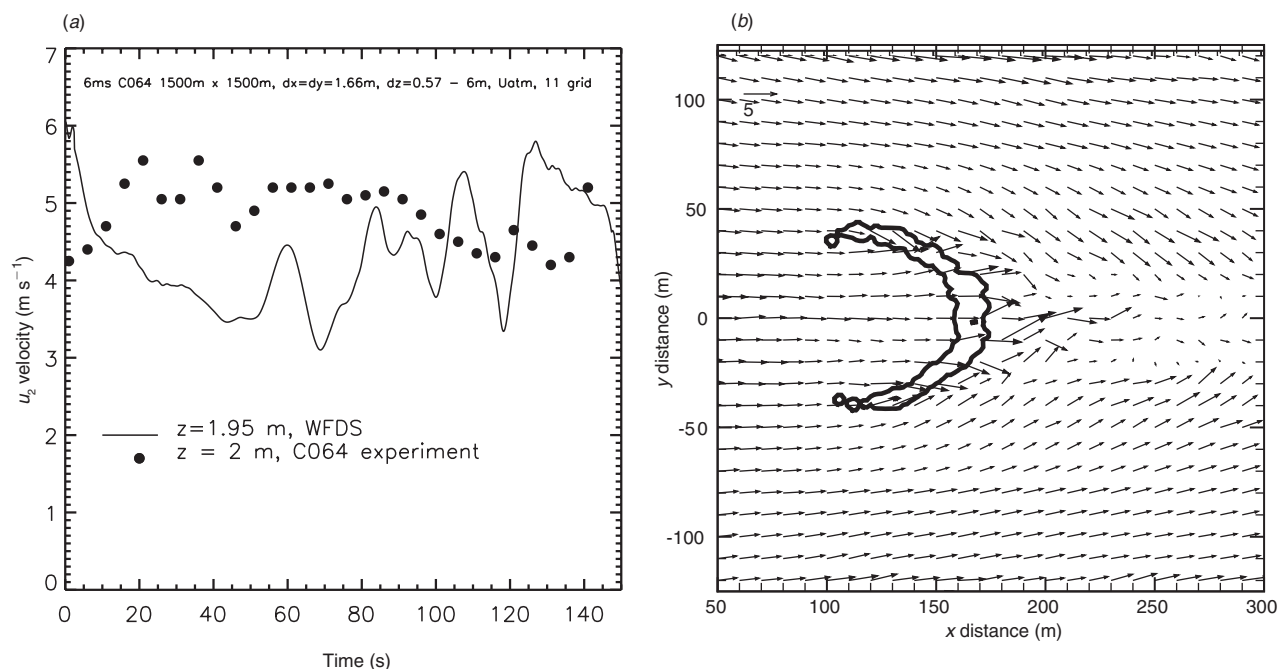 (a)
7
6
5
4
3
2
1
0
u₂ velocity (m s⁻¹)
6ms C064 1500m x 1500m, dx=dy=1.66m, dz=0.57 – 6m, Uatm, 11 grid
z=1.95 m, WFDS
z = 2 m, C064 experiment
0 20 40 60 80 100 120 140
Time (s)
(b)
100
50
0
-50
-100
y distance (m)
5
50 100 150 200 250 300
x distance (m)